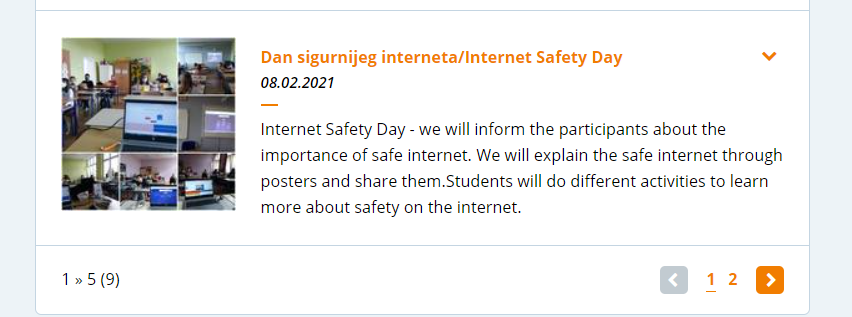 Dan sigurnijeg interneta/Internet Safety Day
08.02.2021
Internet Safety Day - we will inform the participants about the
importance of safe internet. We will explain the safe internet through
posters and share them.Students will do different activities to learn
more about safety on the internet.
1 » 5 (9)
1 2